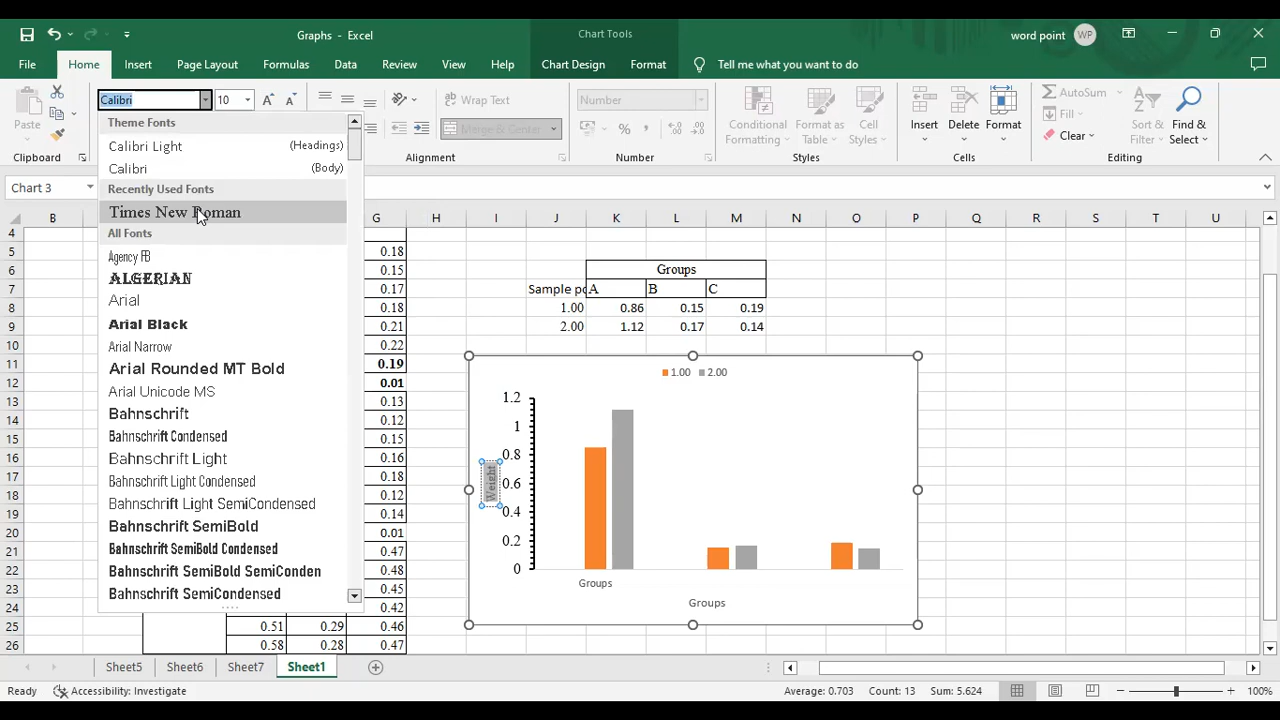 Graphs - Excel
Chart Tools
word point
WP
File
Home
Insert
Page Layout
Formulas
Data
Review
View
Help
Chart Design
Format
Tell me what you want to do
Paste
Clipboard
Calibri
10
Wrap Text
Merge & Center
Alignment
Number
Number
Conditional
Formatting
Format as
Table
Cell
Styles
Styles
Insert
Delete
Format
Cells
AutoSum
Fill
Clear
Sort &
Filter
Find &
Select
Editing
Chart 3
Theme Fonts
Calibri Light (Headings)
Calibri (Body)
Recently Used Fonts
Times New Roman
All Fonts
Agency FB
ALGERIAN
Arial
Arial Black
Arial Narrow
Arial Rounded MT Bold
Arial Unicode MS
Bahnschrift
Bahnschrift Condensed
Bahnschrift Light
Bahnschrift Light Condensed
Bahnschrift Light SemiCondensed
Bahnschrift SemiBold
Bahnschrift SemiBold Condensed
Bahnschrift SemiBold SemiConden
Bahnschrift SemiCondensed
B G H I J K L M N O P Q R S T U
4
5 0.18
6 0.15 Groups
7 0.17 Sample po A B C
8 0.18 1.00 0.86 0.15 0.19
9 0.21 2.00 1.12 0.17 0.14
10 0.22
11 0.19
12 0.01
13 0.13
14 0.12
15 0.15
16 0.16
17 0.18
18 0.12
19 0.14
20 0.01
21 0.47
22 0.48
23 0.45
24 0.42
25 0.51 0.29 0.46
26 0.58 0.28 0.47
1.00 2.00
1.2
1
0.8
0.6
0.4
0.2
0
Weight
Groups
Groups
Sheet5
Sheet6
Sheet7
Sheet1
Ready
Accessibility: Investigate
Average: 0.703
Count: 13
Sum: 5.624
100%